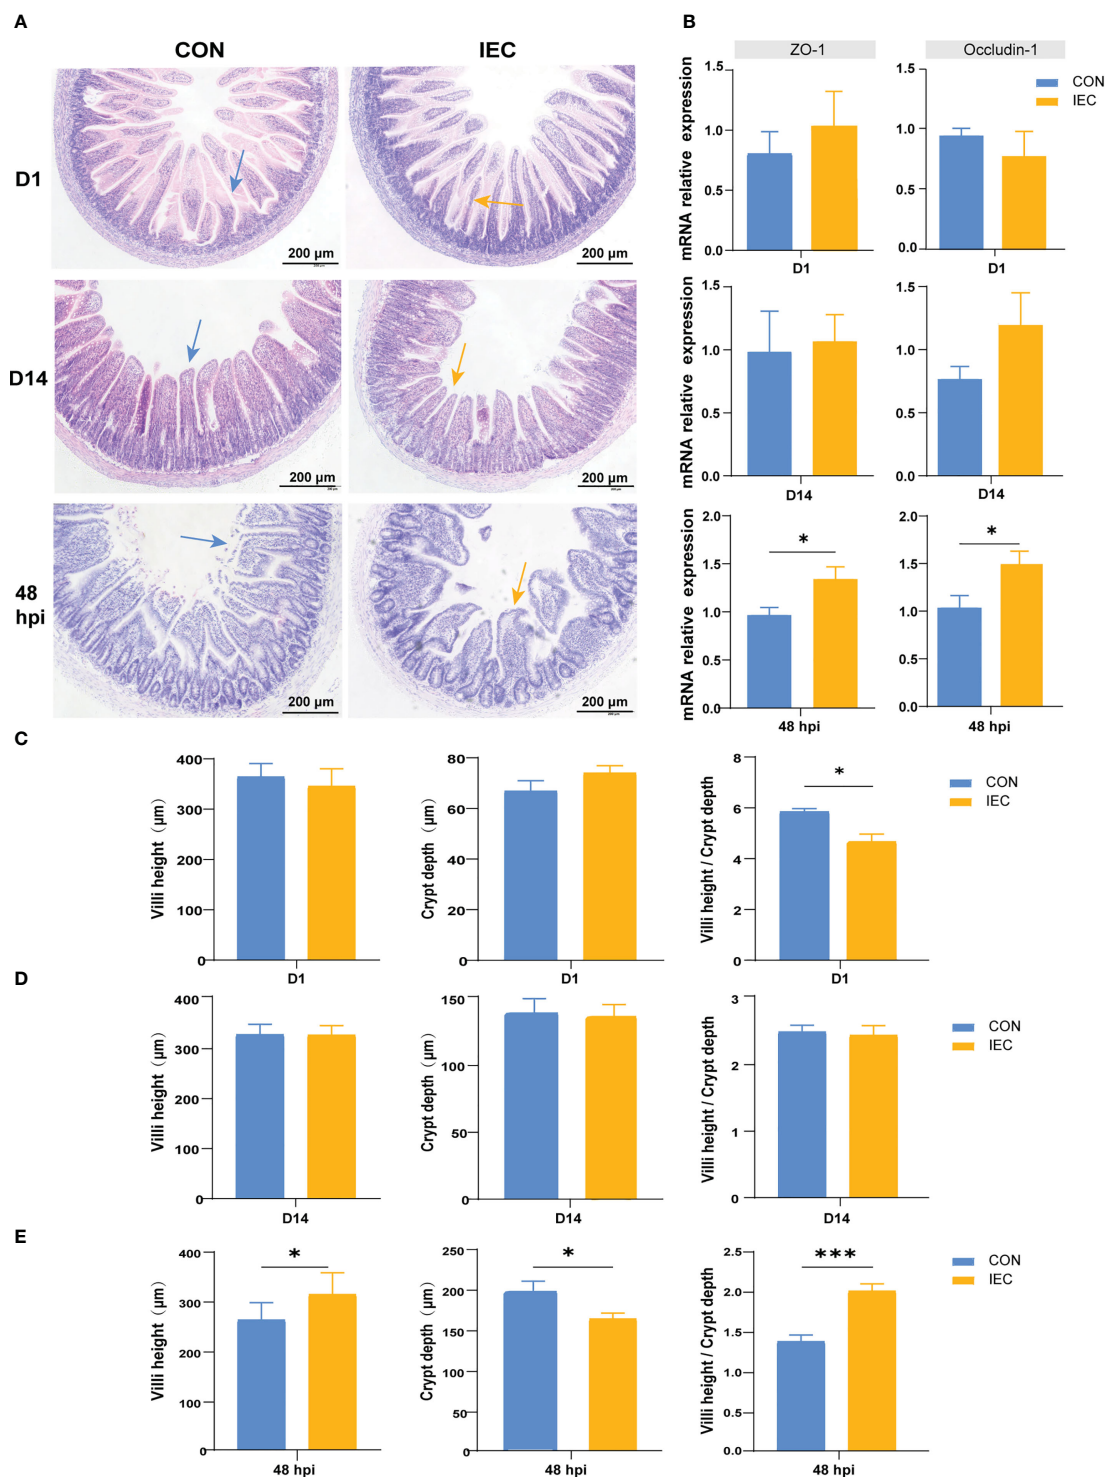 A
CON
IEC
D1
200 µm
200 µm
D14
200 µm
200 µm
48
hpi
200 µm
200 µm
B
ZO-1
Occludin-1
CON
IEC
mRNA relative expression
1.5
1.0
0.5
0.0
D1
1.5
1.0
0.5
0.0
D1
mRNA relative expression
1.5
1.0
0.5
0.0
D14
1.5
1.0
0.5
0.0
D14
mRNA relative expression
2.0
1.5
1.0
0.5
0.0
*
48 hpi
2.0
1.5
1.0
0.5
0.0
*
48 hpi
C
Villi height (µm)
400
300
200
100
0
D1
Crypt depth (µm)
80
60
40
20
0
D1
Villi height / Crypt depth
8
6
4
2
0
*
D1
CON
IEC
D
Villi height (µm)
400
300
200
100
0
D14
Crypt depth (µm)
150
100
50
0
D14
Villi height / Crypt depth
3
2
1
0
D14
CON
IEC
E
Villi height (µm)
400
300
200
100
0
*
48 hpi
Crypt depth (µm)
250
200
150
100
50
0
*
48 hpi
Villi height / Crypt depth
2.5
2.0
1.5
1.0
0.5
0.0
***
48 hpi
CON
IEC